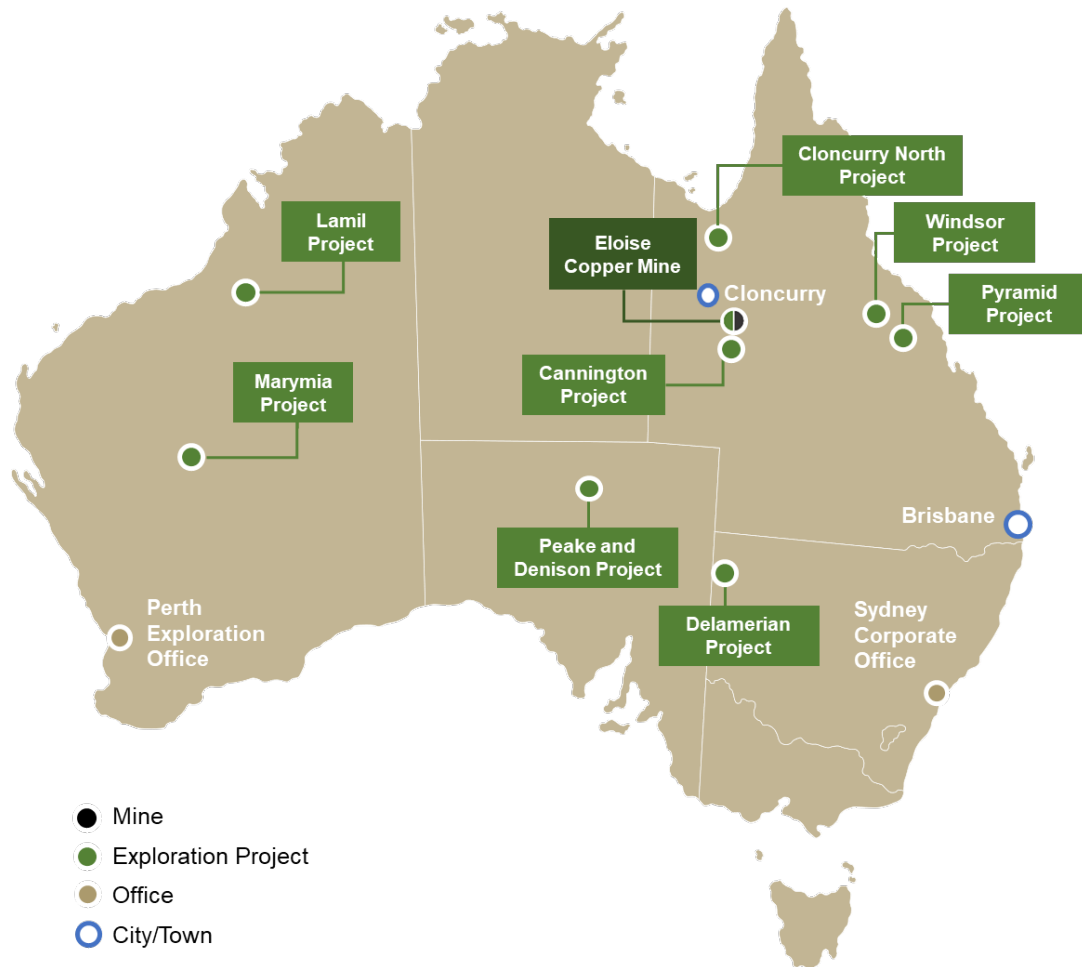 Cloncurry North
Project
Lamil
Project
Windsor
Project
Eloise
Copper Mine
Cloncurry
Pyramid
Project
Marymia
Project
Cannington
Project
Brisbane
Peake and
Denison Project
Perth
Exploration
Office
Delamerian
Project
Sydney
Corporate
Office
Mine
Exploration Project
Office
City/Town